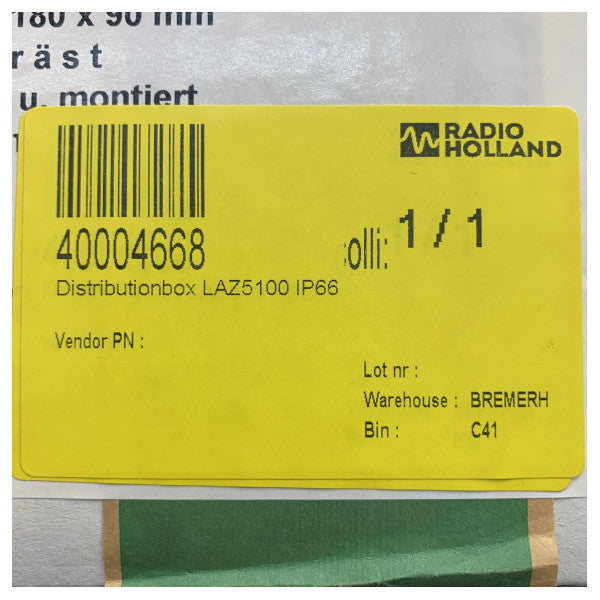 180 x 90 mm
räst
u. montiert
RADIO
HOLLAND
40004668
olli: 1 / 1
Distributionbox LAZ5100 IP66
Vendor PN :
Lot nr :
Warehouse : BREMERH
Bin : C41